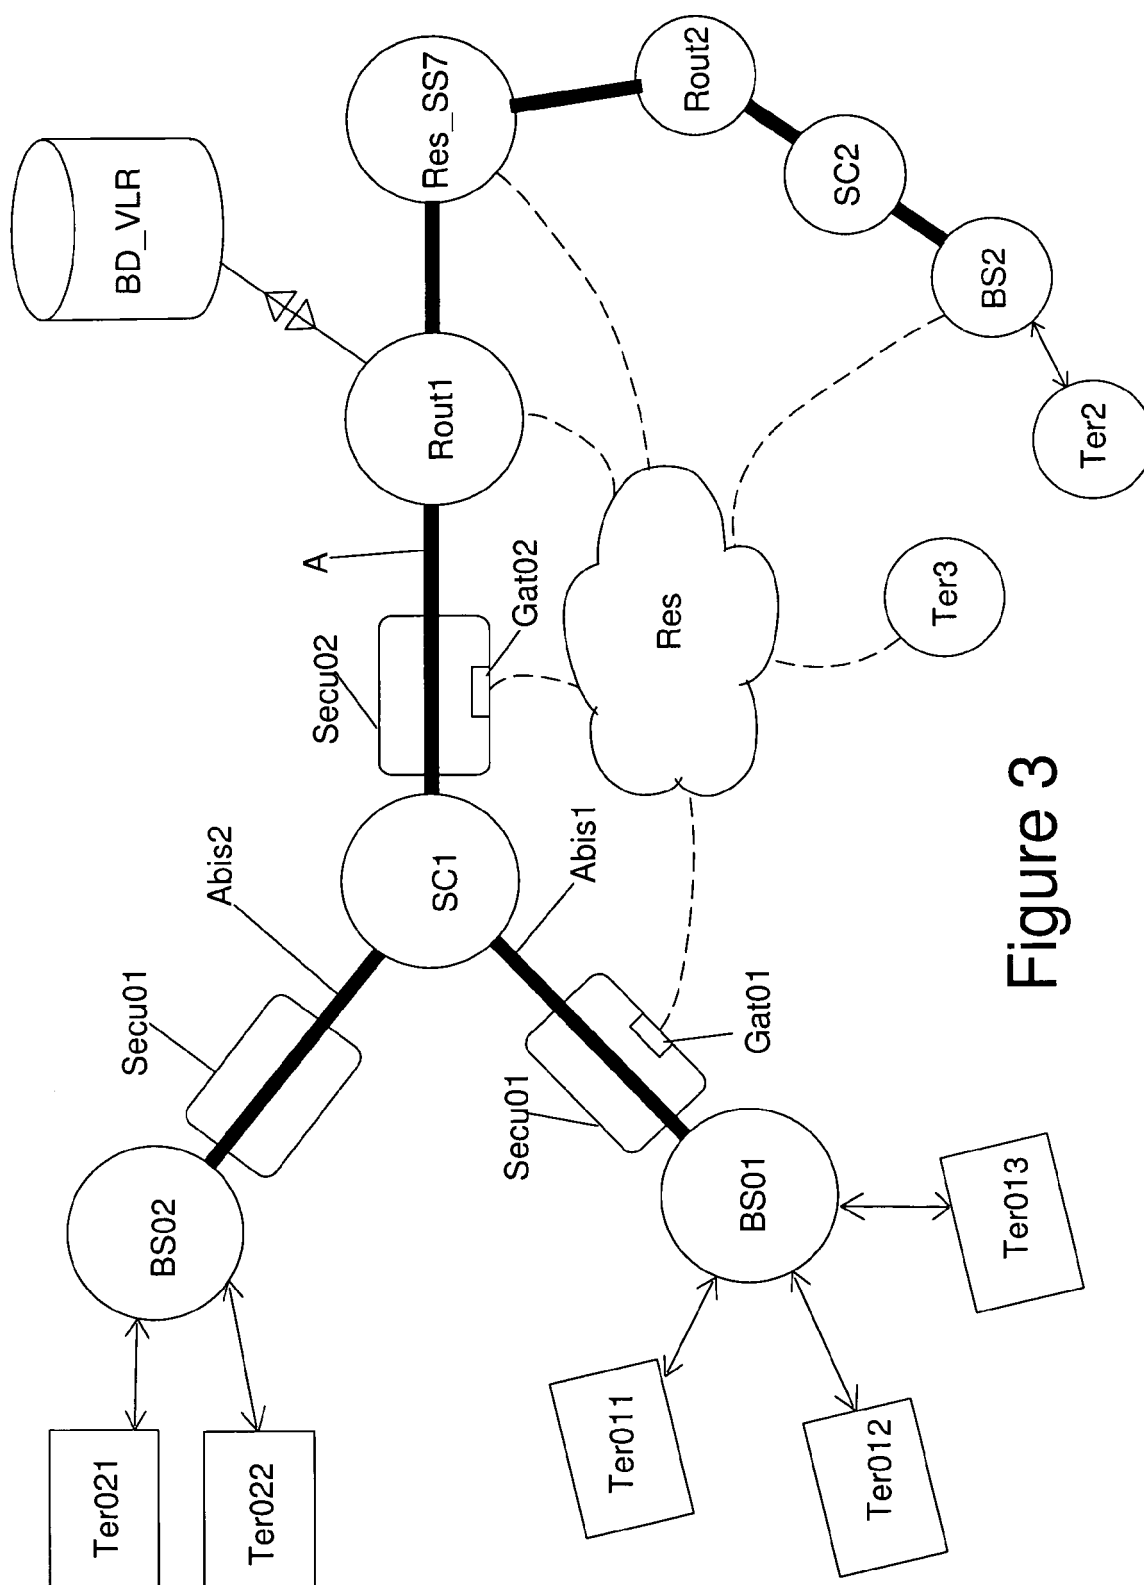 Ter021
Ter022
BS02
Secu01
Abis2
SC1
Secu02
A
Rout1
BD_VLR
Res_SS7
Gat02
Abis1
Secu01
Gat01
BS01
Ter011
Ter012
Ter013
Res
Ter3
Rout2
SC2
BS2
Ter2
Figure 3